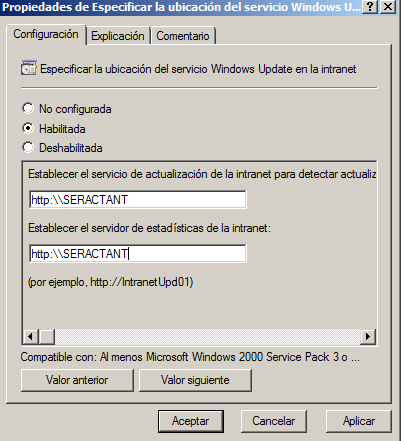 Propiedades de Especificar la ubicación del servicio Windows U...
Configuración
Explicación
Comentario
Especificar la ubicación del servicio Windows Update en la intranet
No configurada
Habilitada
Deshabilitada
Establecer el servicio de actualización de la intranet para detectar actualiz
http:\\SERACTANT
Establecer el servidor de estadísticas de la intranet:
http:\\SERACTANT
(por ejemplo, http://IntranetUpd01)
Compatible con: Al menos Microsoft Windows 2000 Service Pack 3 o ...
Valor anterior
Valor siguiente
Aceptar
Cancelar
Aplicar